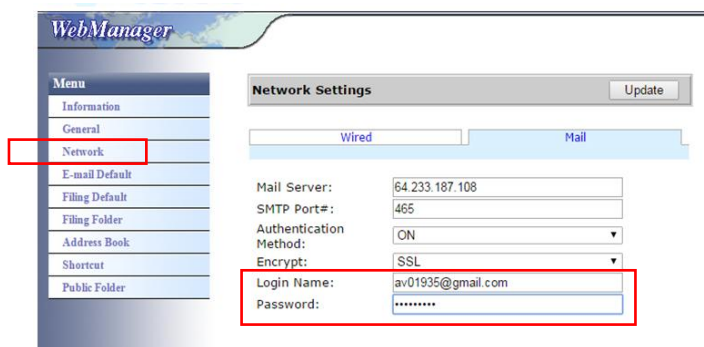 WebManager
Menu
Information
General
Network
E-mail Default
Filing Default
Filing Folder
Address Book
Shortcut
Public Folder
Network Settings
Update
Wired
Mail
Mail Server: 64.233.187.108
SMTP Port#: 465
Authentication
Method: ON
Encrypt: SSL
Login Name: av01935@gmail.com
Password: •••••••••